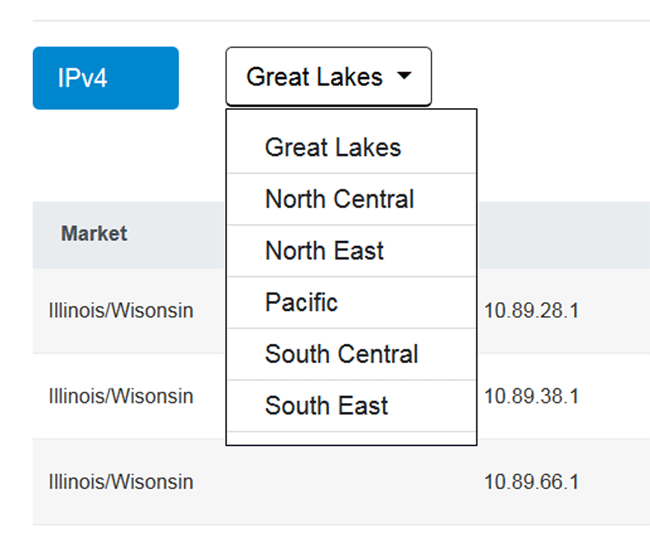 IPv4
Great Lakes
Great Lakes
North Central
North East
Pacific
South Central
South East
Market
Illinois/Wisonsin 10.89.28.1
Illinois/Wisonsin 10.89.38.1
Illinois/Wisonsin 10.89.66.1